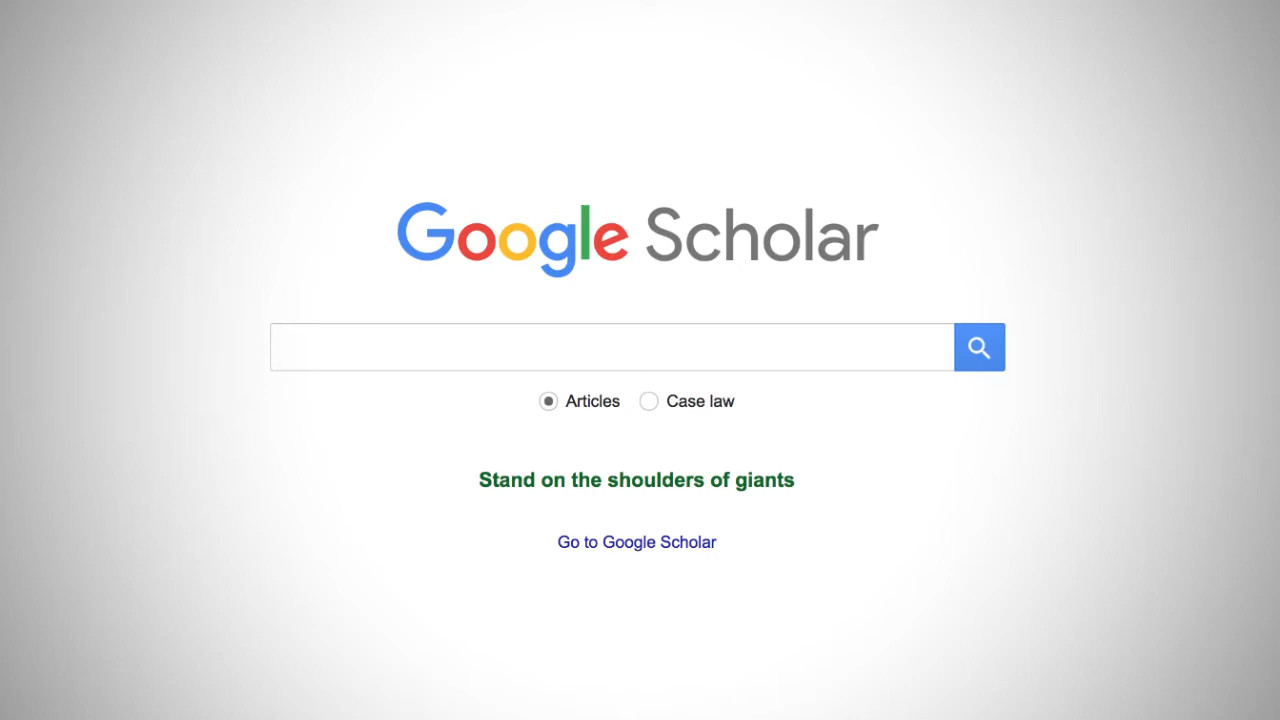 Google Scholar
Articles Case law
Stand on the shoulders of giants
Go to Google Scholar